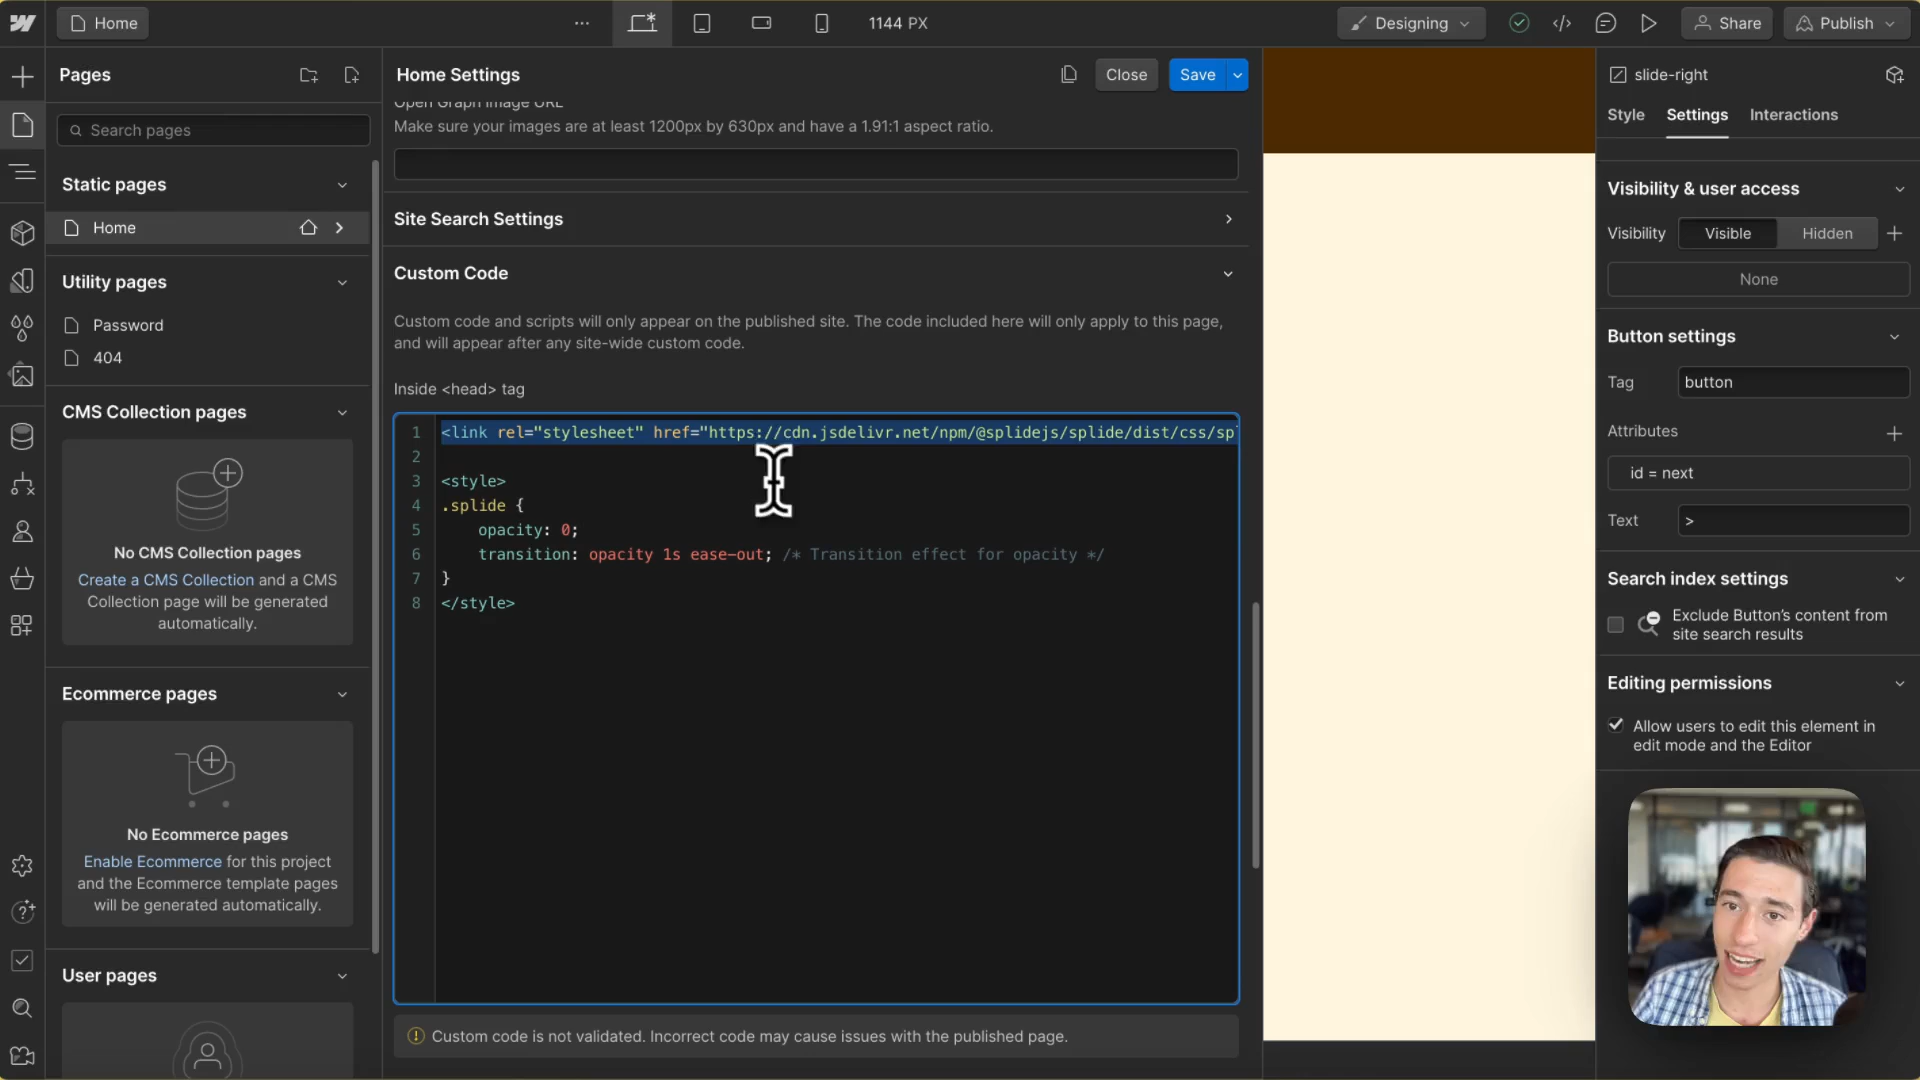 Home
1144 PX
Designing
Share
Publish
Pages
Search pages
Static pages
Home
Utility pages
Password
404
CMS Collection pages
No CMS Collection pages
Create a CMS Collection and a CMS
Collection page will be generated
automatically.
Ecommerce pages
No Ecommerce pages
Enable Ecommerce for this project
and the Ecommerce template pages
will be generated automatically.
User pages
Home Settings
Close
Save
Open Graph Image URL
Make sure your images are at least 1200px by 630px and have a 1.91:1 aspect ratio.
Site Search Settings
Custom Code
Custom code and scripts will only appear on the published site. The code included here will only apply to this page,
and will appear after any site-wide custom code.
Inside <head> tag
1 <link rel="stylesheet" href="https://cdn.jsdelivr.net/npm/@splidejs/splide/dist/css/sp
2
3 <style>
4 .splide {
5 opacity: 0;
6 transition: opacity 1s ease-out; /* Transition effect for opacity */
7 }
8 </style>
Custom code is not validated. Incorrect code may cause issues with the published page.
slide-right
Style Settings Interactions
Visibility & user access
Visibility Visible Hidden
None
Button settings
Tag button
Attributes
id = next
Text >
Search index settings
Exclude Button's content from
site search results
Editing permissions
Allow users to edit this element in
edit mode and the Editor